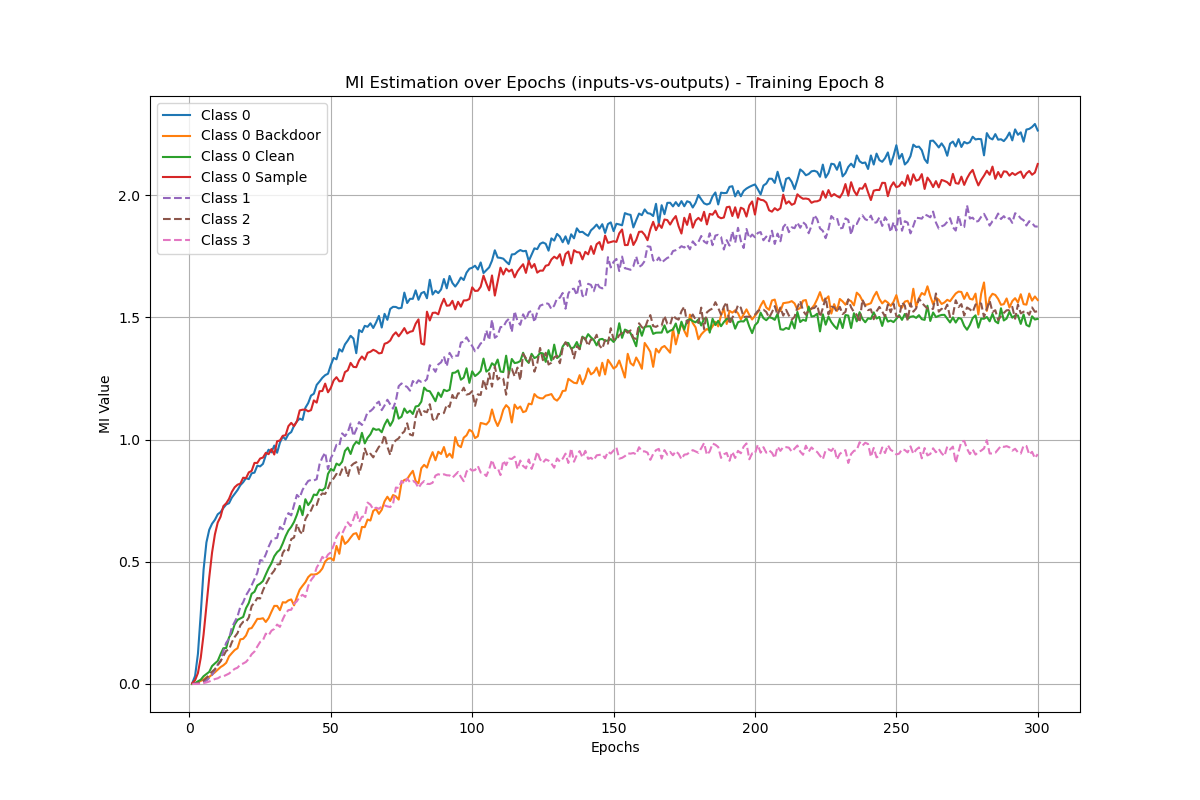 MI Estimation over Epochs (inputs-vs-outputs) - Training Epoch 8
Class 0
Class 0 Backdoor
Class 0 Clean
Class 0 Sample
Class 1
Class 2
Class 3
MI Value
2.0
1.5
1.0
0.5
0.0
0 50 100 150 200 250 300
Epochs